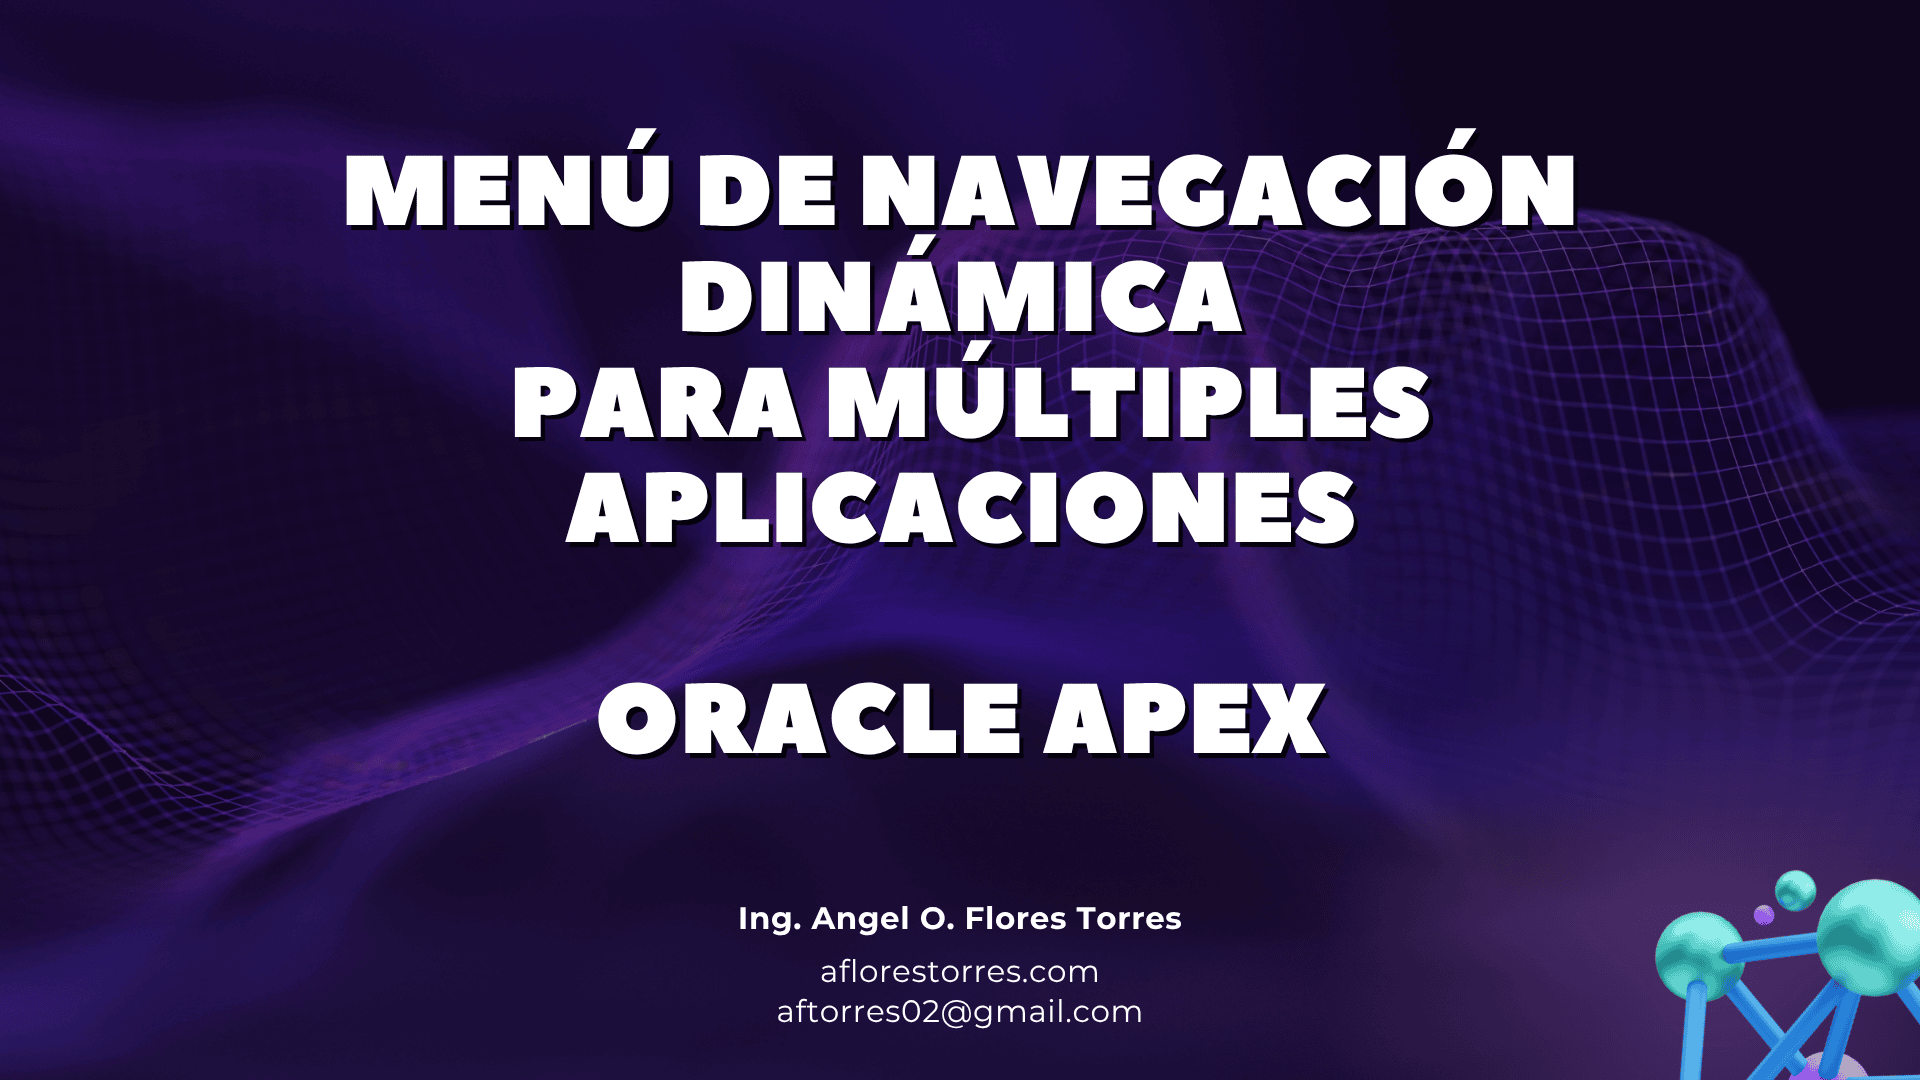 MENÚ DE NAVEGACIÓN
DINÁMICA
PARA MÚLTIPLES
APLICACIONES
ORACLE APEX
Ing. Angel O. Flores Torres
aflorestorres.com
aftorres02@gmail.com